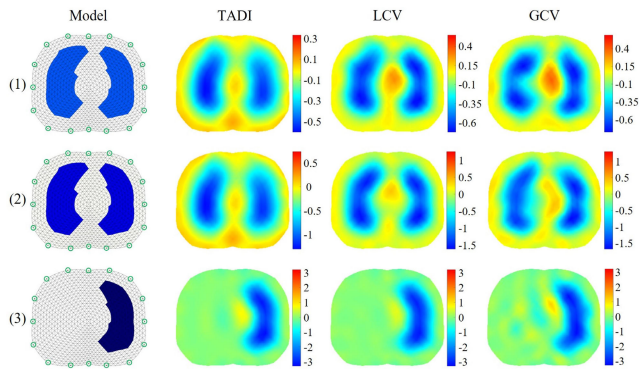 Model TADI LCV GCV
(1) 0.3 0.1 -0.1 -0.3 -0.5 0.4 0.15 -0.1 -0.35 -0.6 0.4 0.15 -0.1 -0.35 -0.65
(2) 0.5 0 -0.5 -1 1 0.5 0 -0.5 -1 -1.5 1 0.5 0 -0.5 -1 -1.5
(3) 3 2 1 0 -1 -2 -3 3 2 1 0 -1 -2 -3 3 2 1 0 -1 -2 -3